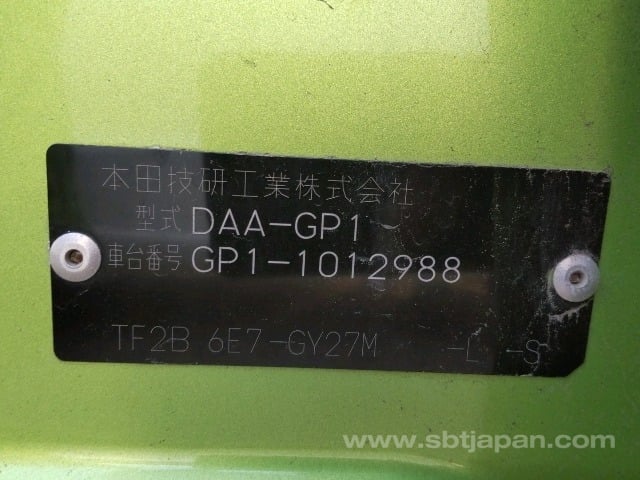 本田技研工業株式会社
型式 DAA-GP1
車台番号 GP1-1012988
TF2B 6E7-GY27M -L -S
www.sbtjapan.com